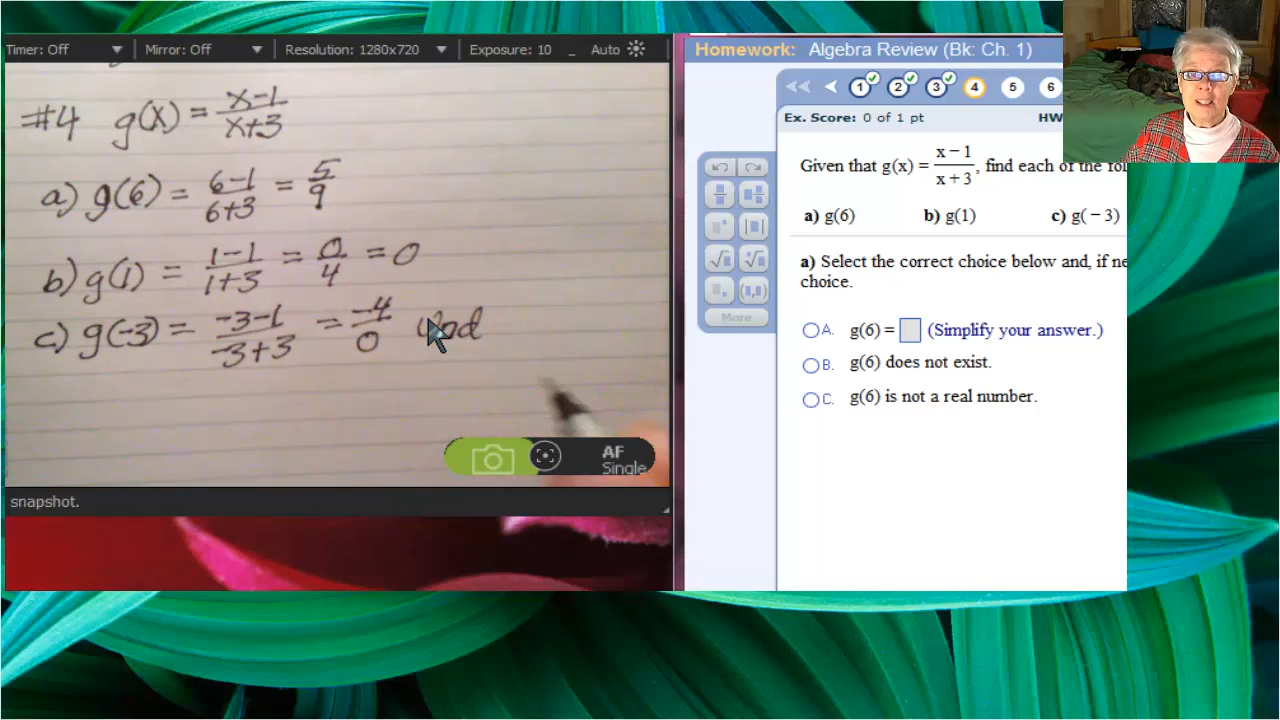 Timer: Off Mirror: Off Resolution: 1280x720 Exposure: 10 Auto
#4 g(x) = x-1 / x+3
a) g(6) = 6-1 / 6+3 = 5/9
b) g(1) = 1-1 / 1+3 = 0/4 = 0
c) g(-3) = -3-1 / -3+3 = -4/0
AF
Single
snapshot.
Homework: Algebra Review (Bk: Ch. 1)
1 2 3 4 5 6
Ex. Score: 0 of 1 pt HW
Given that g(x) = x − 1 / x + 3, find each of the
a) g(6) b) g(1) c) g( − 3)
a) Select the correct choice below and, if
choice.
A. g(6) = (Simplify your answer.)
B. g(6) does not exist.
C. g(6) is not a real number.
More